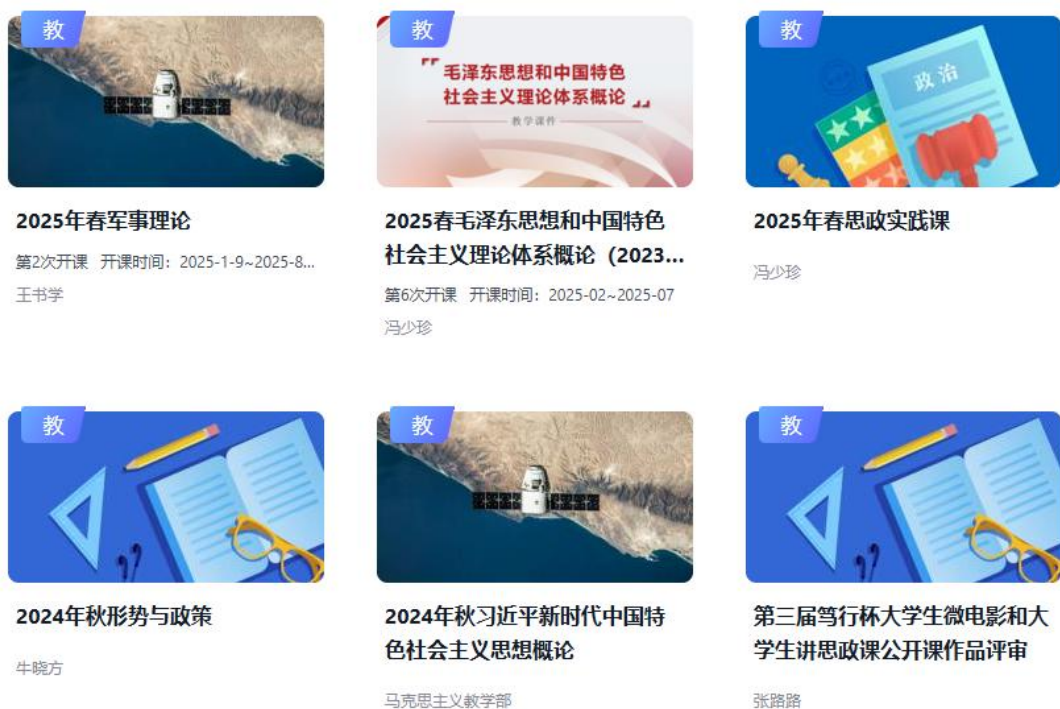 教
教
教
毛泽东思想和中国特色
社会主义理论体系概论
教学课件
政治
2025年春军事理论
第2次开课 开课时间：2025-1-9~2025-8...
王书学
2025春毛泽东思想和中国特色
社会主义理论体系概论（2023...
第6次开课 开课时间：2025-02~2025-07
冯少珍
2025年春思政实践课
冯少珍
教
教
教
2024年秋形势与政策
牛晓方
2024年秋习近平新时代中国特
色社会主义思想概论
马克思主义教学部
第三届笃行杯大学生微电影和大
学生讲思政课公开课作品评审
张路路